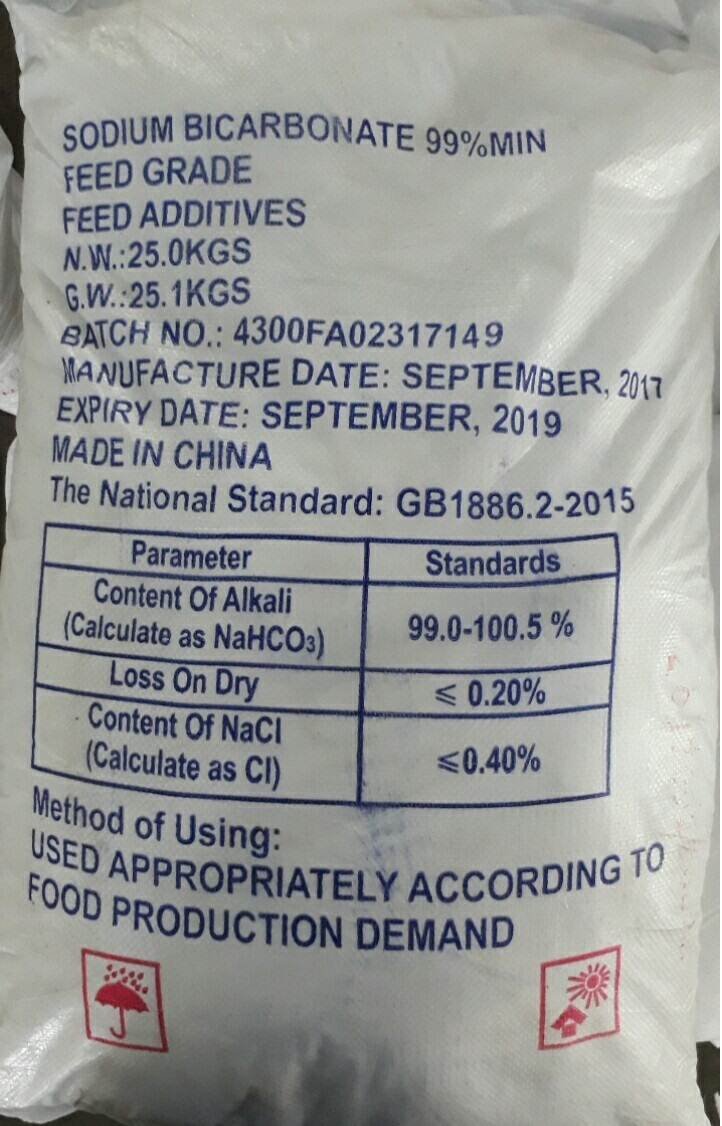 SODIUM BICARBONATE 99%MIN
FEED GRADE
FEED ADDITIVES
N.W.:25.0KGS
G.W.:25.1KGS
BATCH NO.: 4300FA02317149
MANUFACTURE DATE: SEPTEMBER, 2017
EXPIRY DATE: SEPTEMBER, 2019
MADE IN CHINA
The National Standard: GB1886.2-2015
Parameter Standards
Content Of Alkali
(Calculate as NaHCO₃) 99.0-100.5 %
Loss On Dry ≤ 0.20%
Content Of NaCl
(Calculate as Cl) ≤0.40%
Method of Using:
USED APPROPRIATELY ACCORDING TO
FOOD PRODUCTION DEMAND